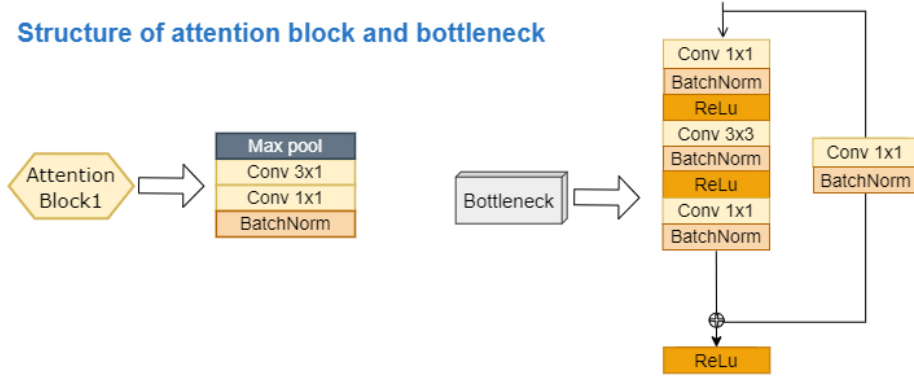 Structure of attention block and bottleneck
Attention
Block1
Max pool
Conv 3x1
Conv 1x1
BatchNorm
Bottleneck
Conv 1x1
BatchNorm
ReLu
Conv 3x3
BatchNorm
ReLu
Conv 1x1
BatchNorm
Conv 1x1
BatchNorm
ReLu